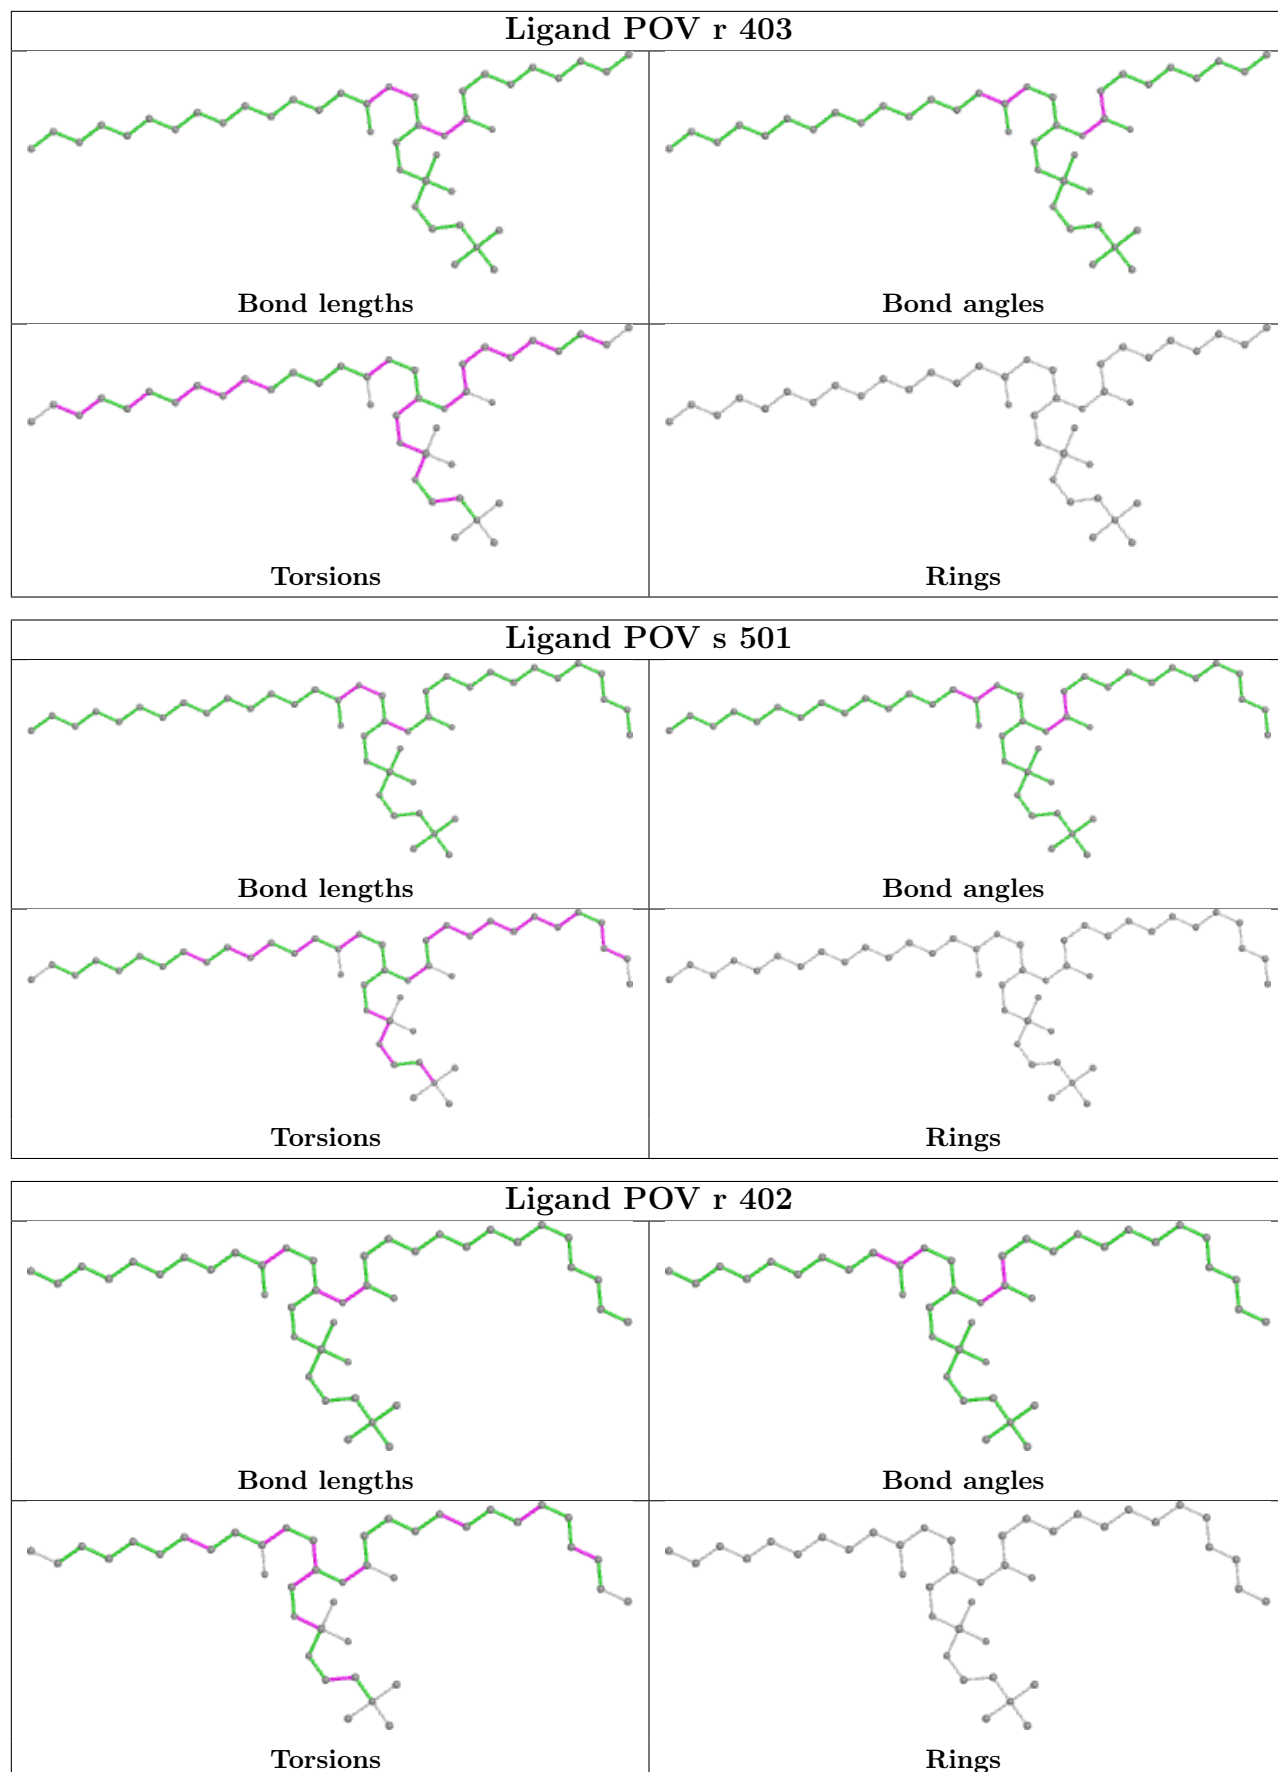 Ligand POV r 403
Bond lengths
Bond angles
Torsions
Rings
Ligand POV s 501
Bond lengths
Bond angles
Torsions
Rings
Ligand POV r 402
Bond lengths
Bond angles
Torsions
Rings